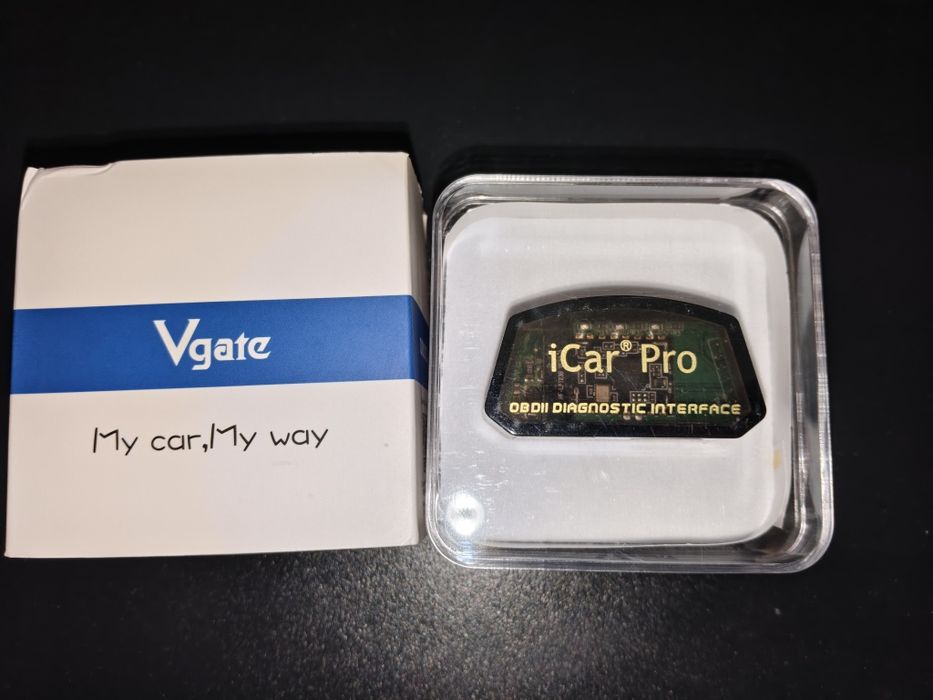 Vgate
My car,My way
iCar® Pro
OBDII DIAGNOSTIC INTERFACE